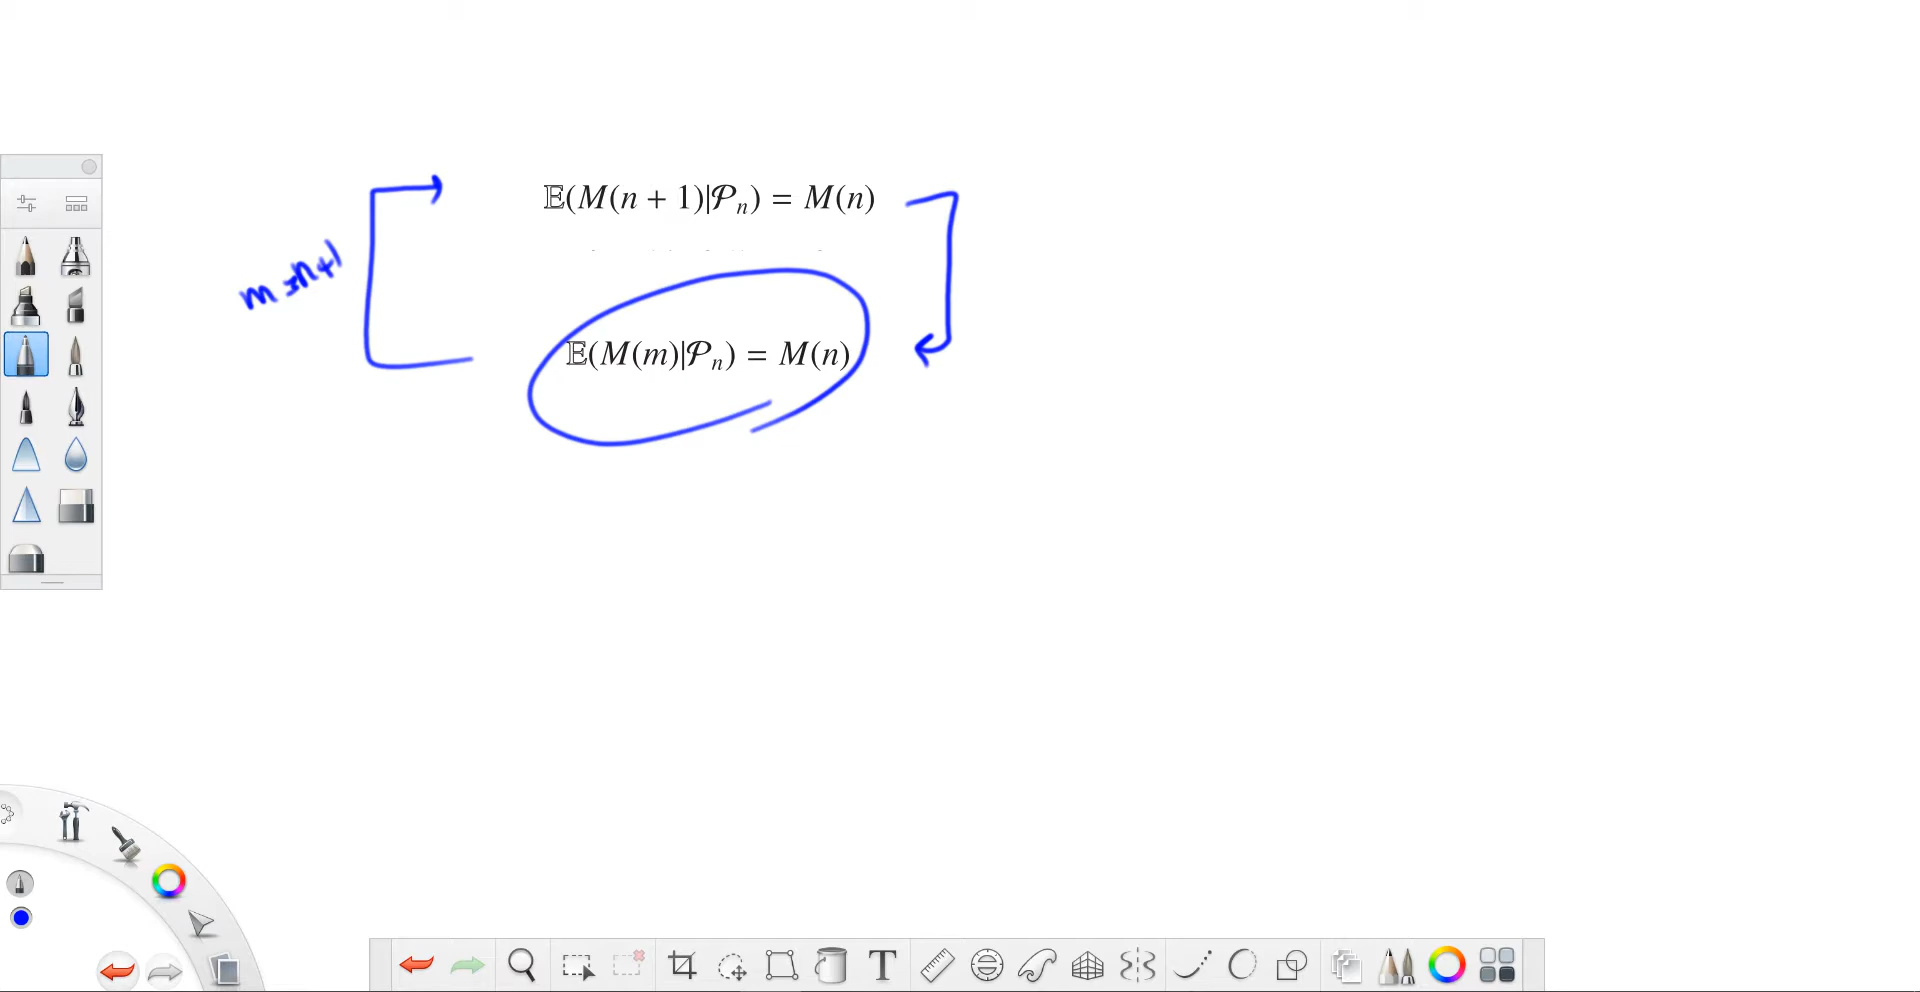 𝔼(M(n + 1)|𝒫ₙ) = M(n)
m=n+1
𝔼(M(m)|𝒫ₙ) = M(n)
T